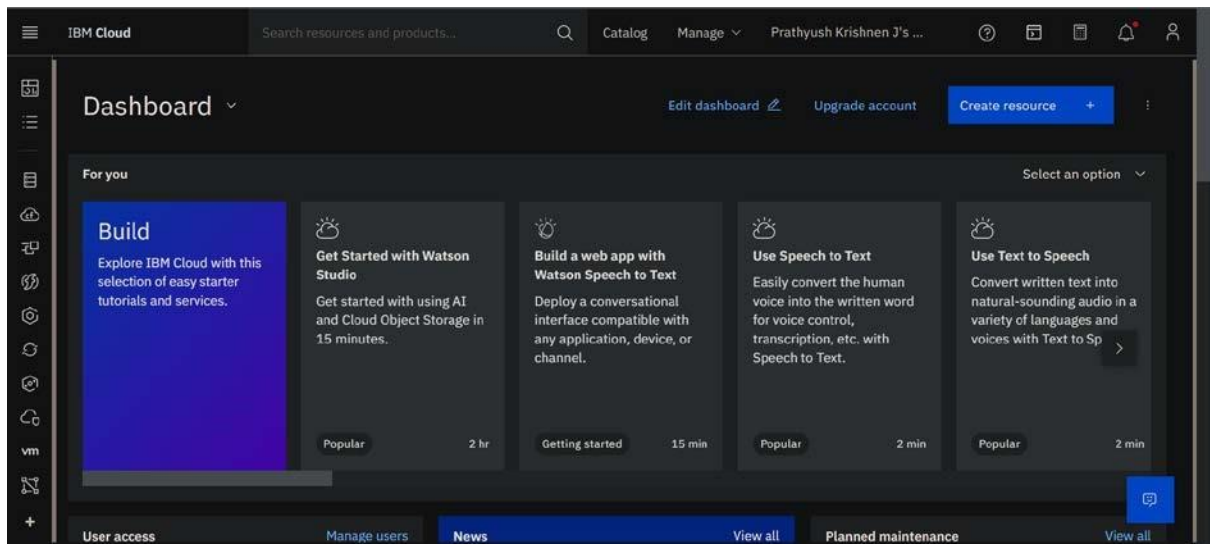 IBM Cloud
Search resources and products...
Catalog
Manage
Prathyush Krishnen J's ...
Dashboard
Edit dashboard
Upgrade account
Create resource +
For you
Select an option
Build
Explore IBM Cloud with this
selection of easy starter
tutorials and services.
Get Started with Watson
Studio
Get started with using AI
and Cloud Object Storage in
15 minutes.
Popular
2 hr
Build a web app with
Watson Speech to Text
Deploy a conversational
interface compatible with
any application, device, or
channel.
Getting started
15 min
Use Speech to Text
Easily convert the human
voice into the written word
for voice control,
transcription, etc. with
Speech to Text.
Popular
2 min
Use Text to Speech
Convert written text into
natural-sounding audio in a
variety of languages and
voices with Text to Sp
Popular
2 min
vm
User access
Manage users
News
View all
Planned maintenance
View all